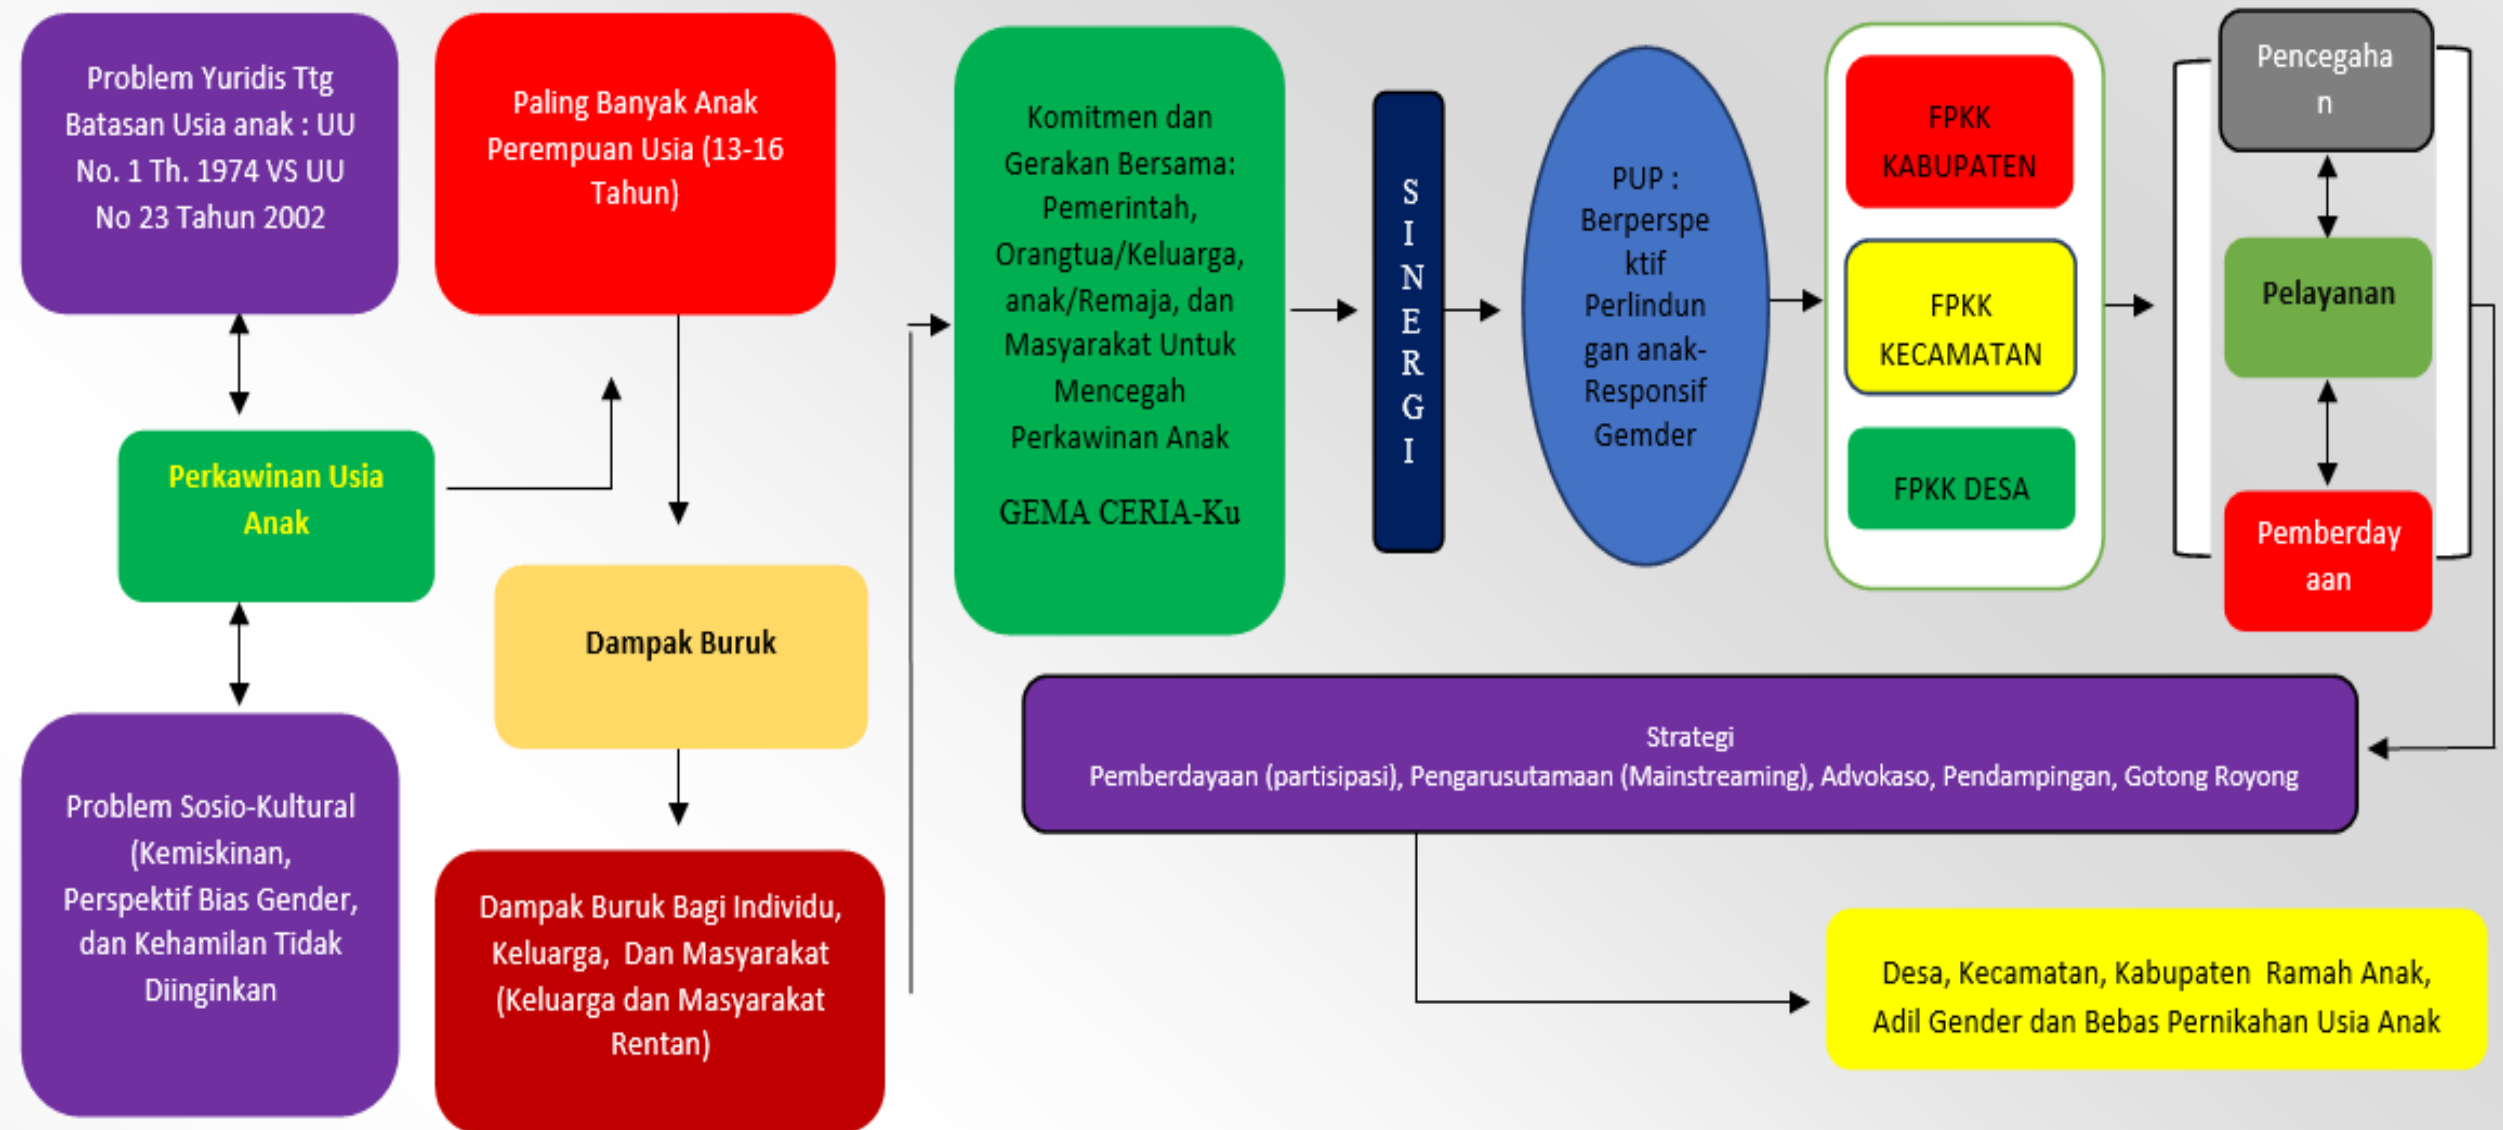 Problem Yuridis Ttg
Batasan Usia anak : UU
No. 1 Th. 1974 VS UU
No 23 Tahun 2002
Perkawinan Usia
Anak
Problem Sosio-Kultural
(Kemiskinan,
Perspektif Bias Gender,
dan Kehamilan Tidak
Diinginkan
Paling Banyak Anak
Perempuan Usia (13-16
Tahun)
Dampak Buruk
Dampak Buruk Bagi Individu,
Keluarga, Dan Masyarakat
(Keluarga dan Masyarakat
Rentan)
Komitmen dan
Gerakan Bersama:
Pemerintah,
Orangtua/Keluarga,
anak/Remaja, dan
Masyarakat Untuk
Mencegah
Perkawinan Anak
GEMA CERIA-Ku
S
I
N
E
R
G
I
PUP :
Berperspe
ktif
Perlindun
gan anak-
Responsif
Gemder
FPKK
KABUPATEN
FPKK
KECAMATAN
FPKK DESA
Pencegaha
n
Pelayanan
Pemberday
aan
Strategi
Pemberdayaan (partisipasi), Pengarusutamaan (Mainstreaming), Advokaso, Pendampingan, Gotong Royong
Desa, Kecamatan, Kabupaten Ramah Anak,
Adil Gender dan Bebas Pernikahan Usia Anak